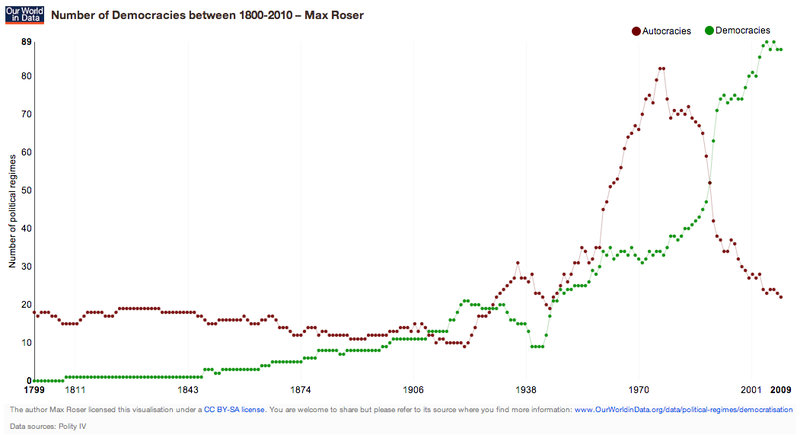 Our World
in Data
Number of Democracies between 1800-2010 – Max Roser
Autocracies
Democracies
89
80
70
60
50
40
30
20
10
0
Number of political regimes
1799
1811
1843
1874
1906
1938
1970
2001
2009
The author Max Roser licensed this visualisation under a CC BY-SA license. You are welcome to share but please refer to its source where you find more information: www.OurWorldinData.org/data/political-regimes/democratisation
Data sources: Polity IV